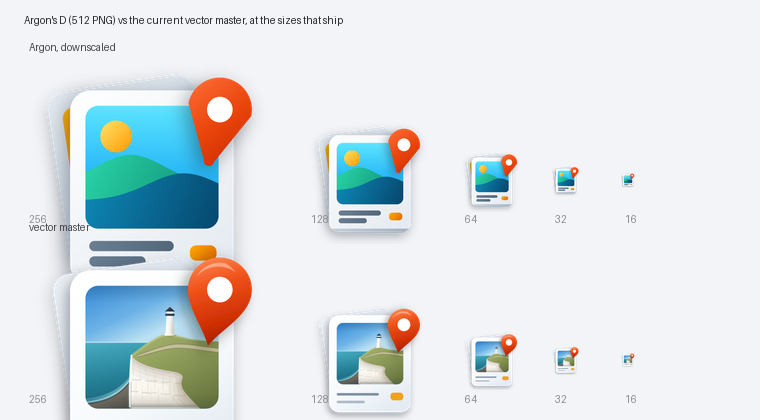 Argon's D (512 PNG) vs the current vector master, at the sizes that ship
Argon, downscaled
256 128 64 32 16
vector master
256 128 64 32 16